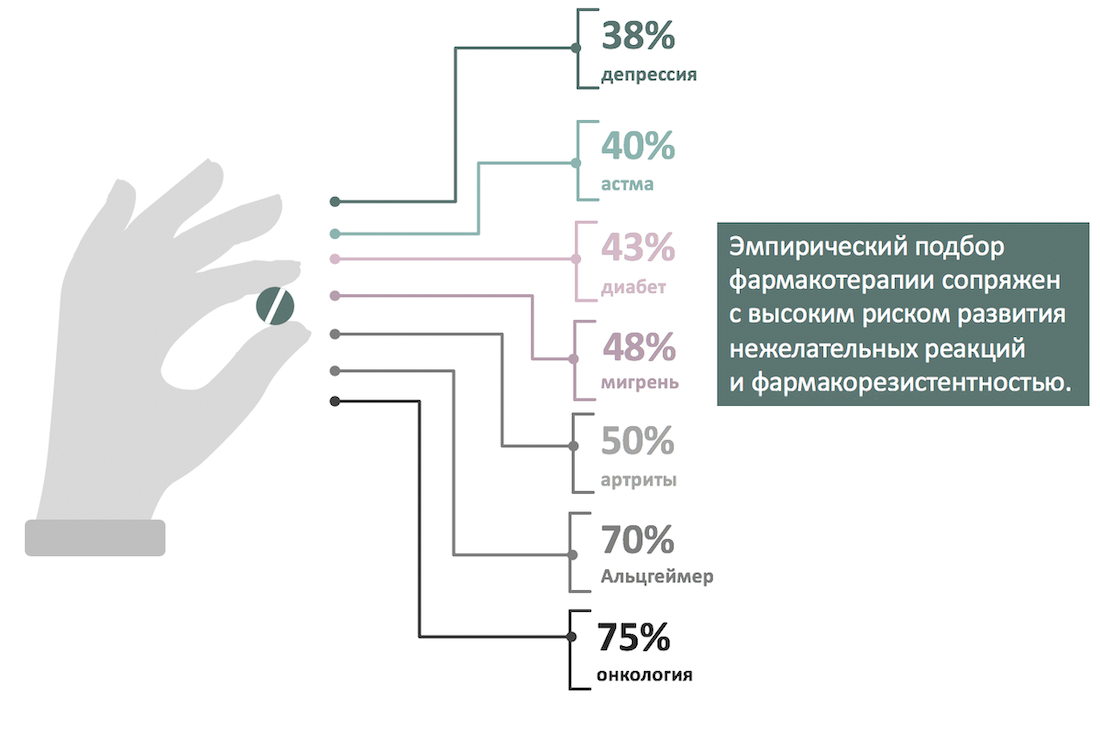 38%
депрессия
40%
астма
43%
диабет
48%
мигрень
50%
артриты
70%
Альцгеймер
75%
онкология
Эмпирический подбор
фармакотерапии сопряжен
с высоким риском развития
нежелательных реакций
и фармакорезистентностью.